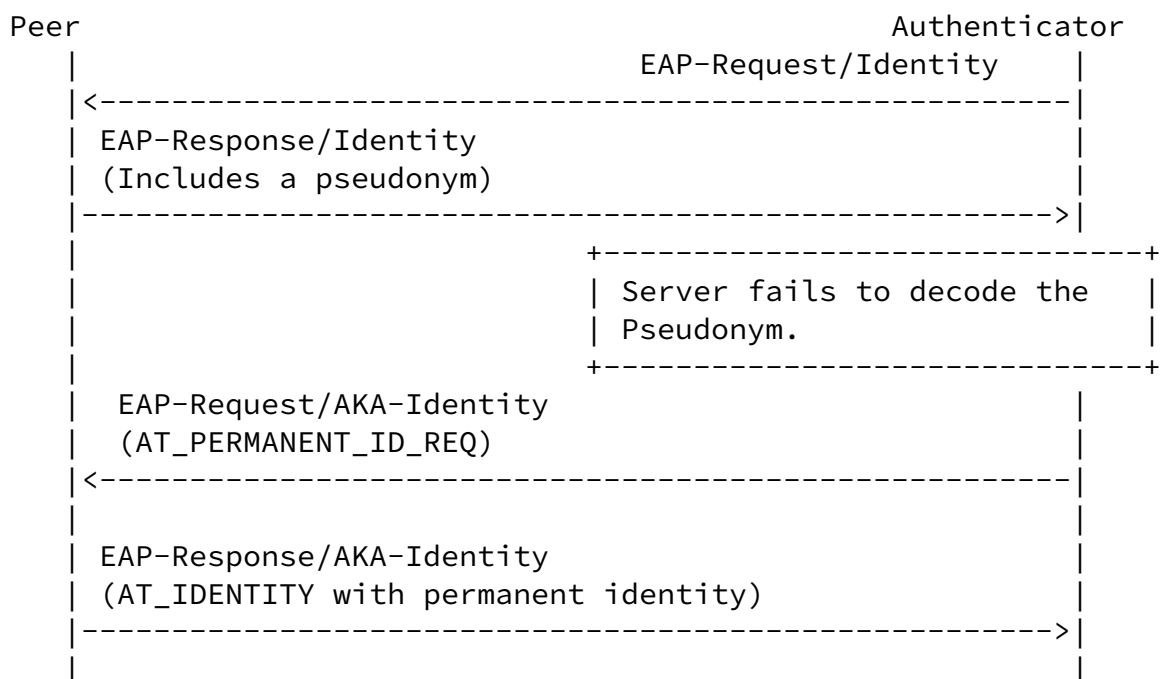 Peer Authenticator
EAP-Request/Identity
EAP-Response/Identity
(Includes a pseudonym)
Server fails to decode the
Pseudonym.
EAP-Request/AKA-Identity
(AT_PERMANENT_ID_REQ)
EAP-Response/AKA-Identity
(AT_IDENTITY with permanent identity)